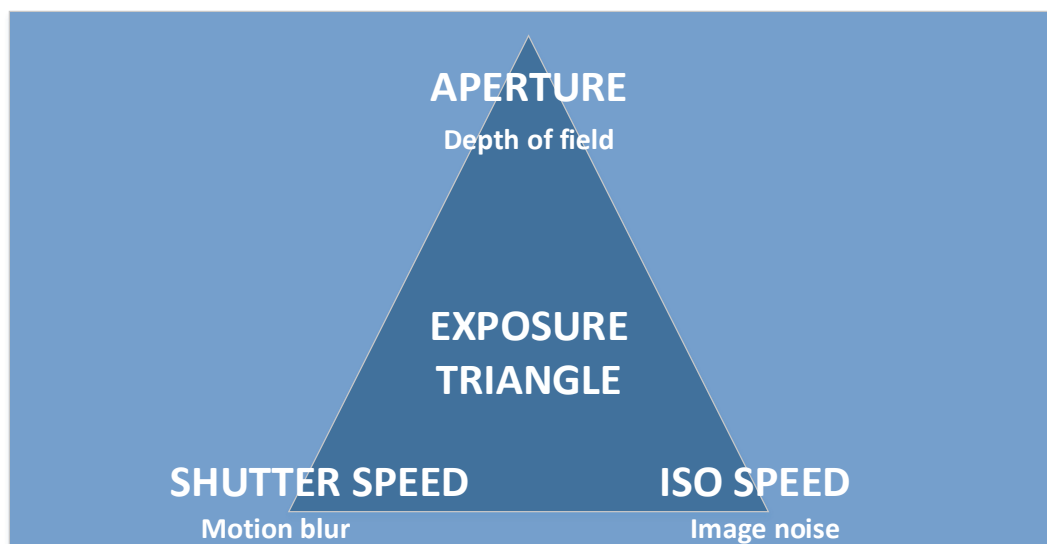 APERTURE
Depth of field
EXPOSURE
TRIANGLE
SHUTTER SPEED
Motion blur
ISO SPEED
Image noise